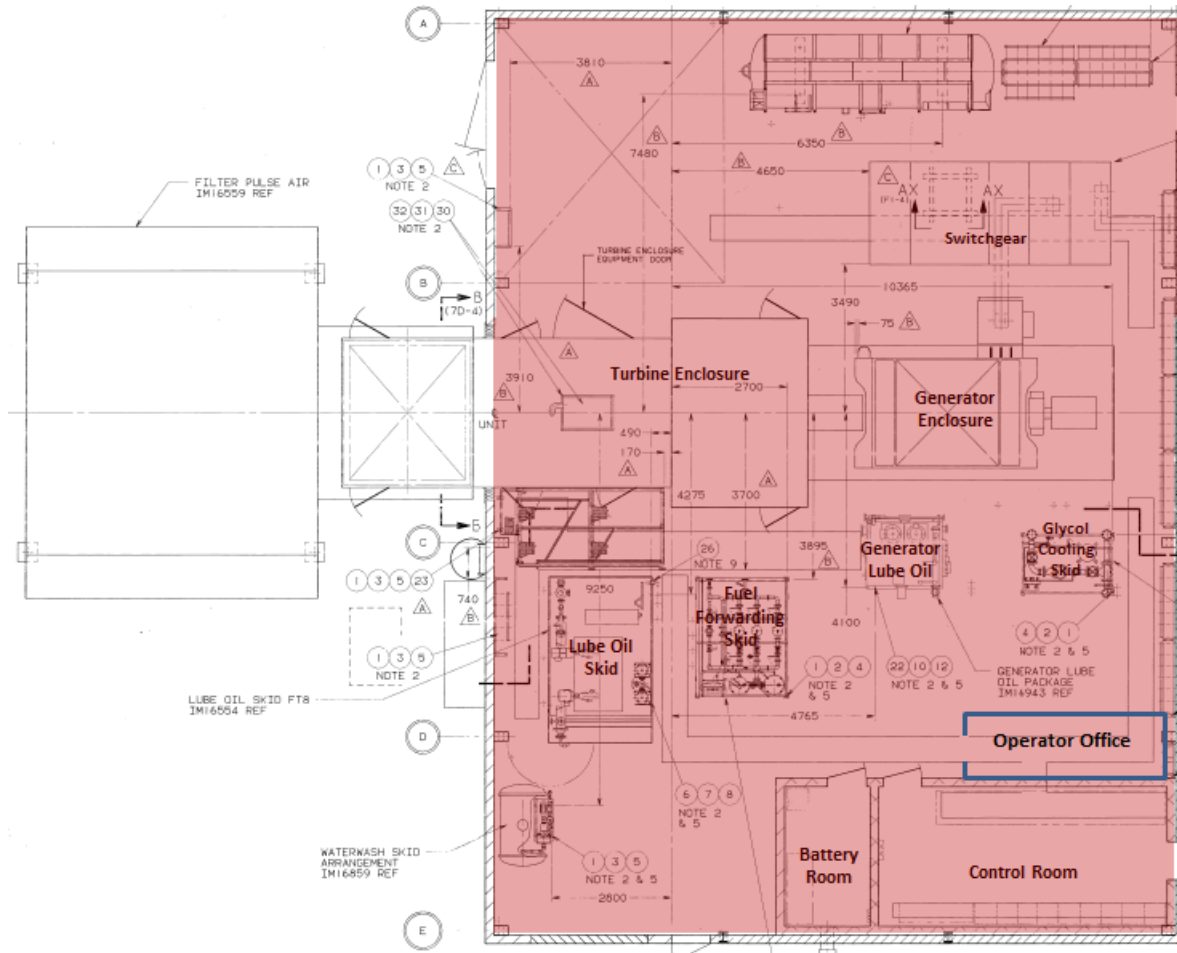 A
3810
A
B
B
6350
7480
B
4650
1 3 5
C
NOTE 2
C
AX
AX
(F1-4)
FILTER PULSE AIR
IM16559 REF
32 31 30
NOTE 2
Switchgear
TURBINE ENCLOSURE
EQUIPMENT DOOR
B
10365
3490
B
(7D-4)
75
B
A
3910
Turbine Enclosure
2700
B
Generator
Enclosure
UNIT
490
170
A
A
4275
3700
B
C
26
NOTE 9
3895
B
Generator
Lube Oil
Glycol
Cooling
Skid
1 3 5 23
A
740
B
9250
Fuel
Forwarding
Skid
4100
Lube Oil
Skid
1 3 5
NOTE 2
1 2 4
NOTE 2
& 5
22 10 12
NOTE 2 & 5
4 2 1
NOTE 2 & 5
GENERATOR LUBE
OIL PACKAGE
IM16943 REF
LUBE OIL SKID FT8
IM16554 REF
4765
D
Operator Office
6 7 8
NOTE 2
& 5
WATERWASH SKID
ARRANGEMENT
IM16859 REF
1 3 5
NOTE 2 & 5
Battery
Room
Control Room
2800
E